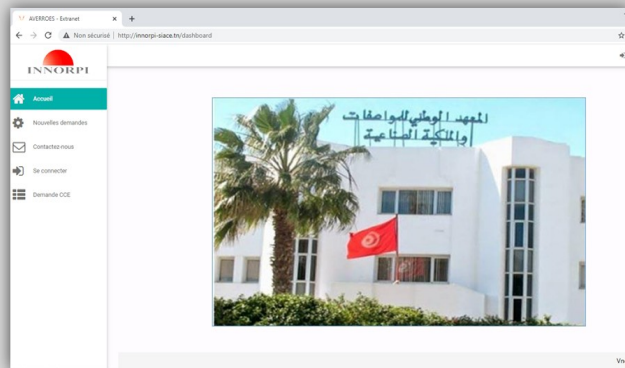 AVERROES - Extranet
Non sécurisé | http://innorpi-siace.tn/dashboard
INNORPI
Accueil
Nouvelles demandes
Contactez-nous
Se connecter
Demande CCE
المعهد الوطني للمواصفات
والملكية الصناعية